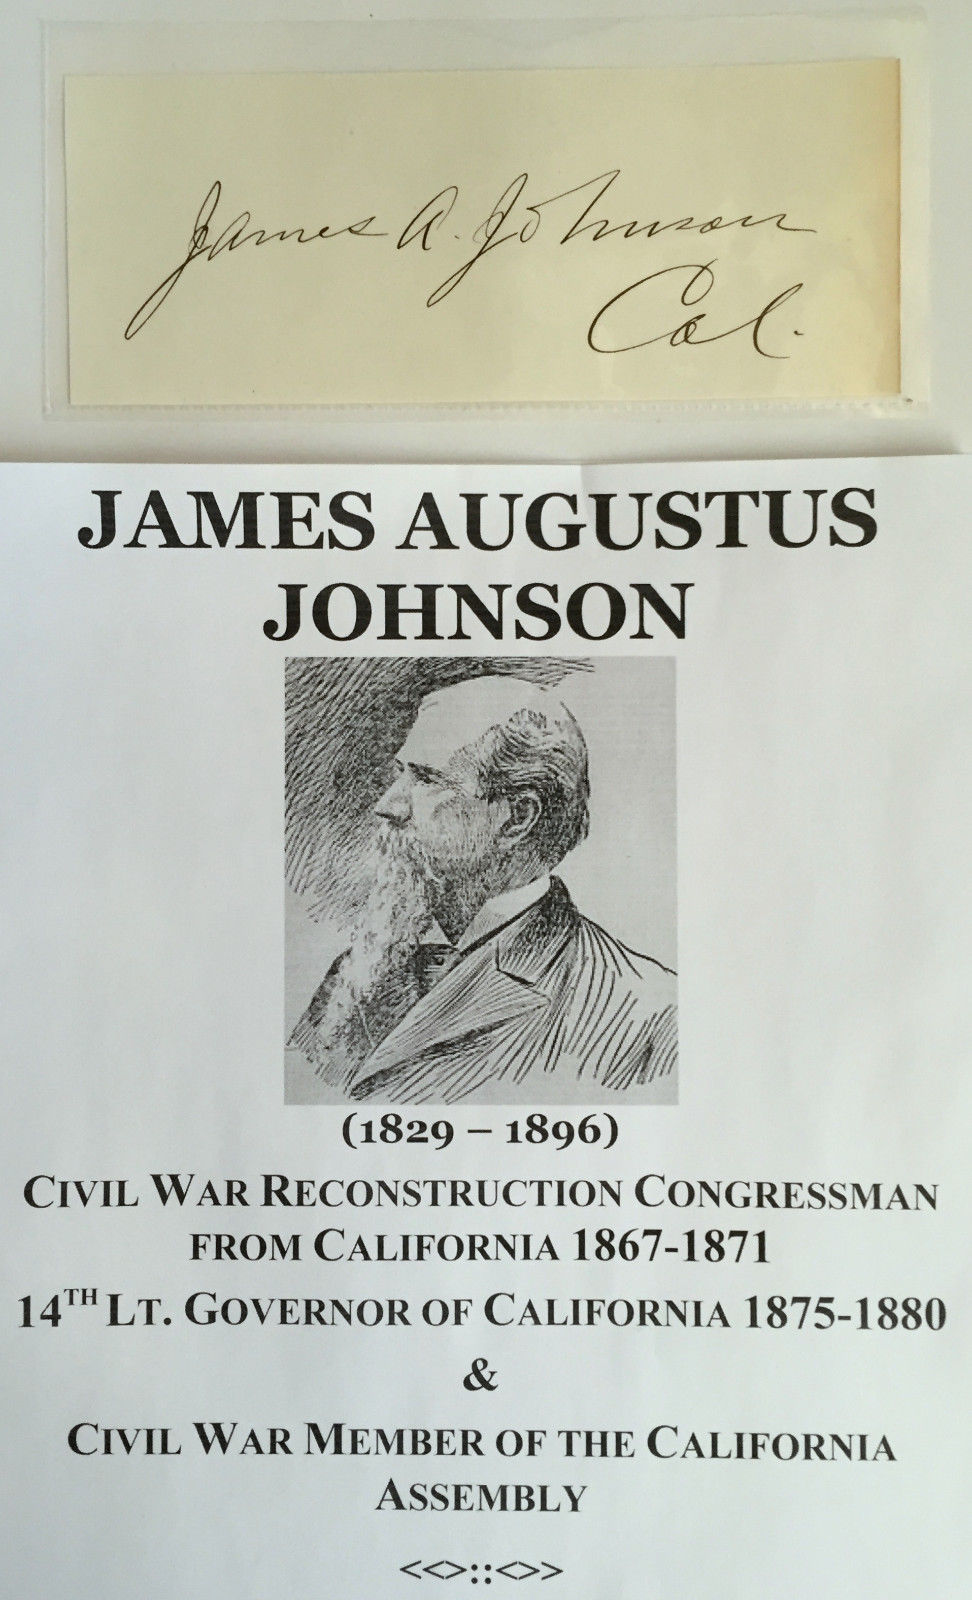 James A. Johnson
Cal.
JAMES AUGUSTUS
JOHNSON
(1829 – 1896)
CIVIL WAR RECONSTRUCTION CONGRESSMAN
FROM CALIFORNIA 1867-1871
14TH LT. GOVERNOR OF CALIFORNIA 1875-1880
&
CIVIL WAR MEMBER OF THE CALIFORNIA
ASSEMBLY
<<>::<>>